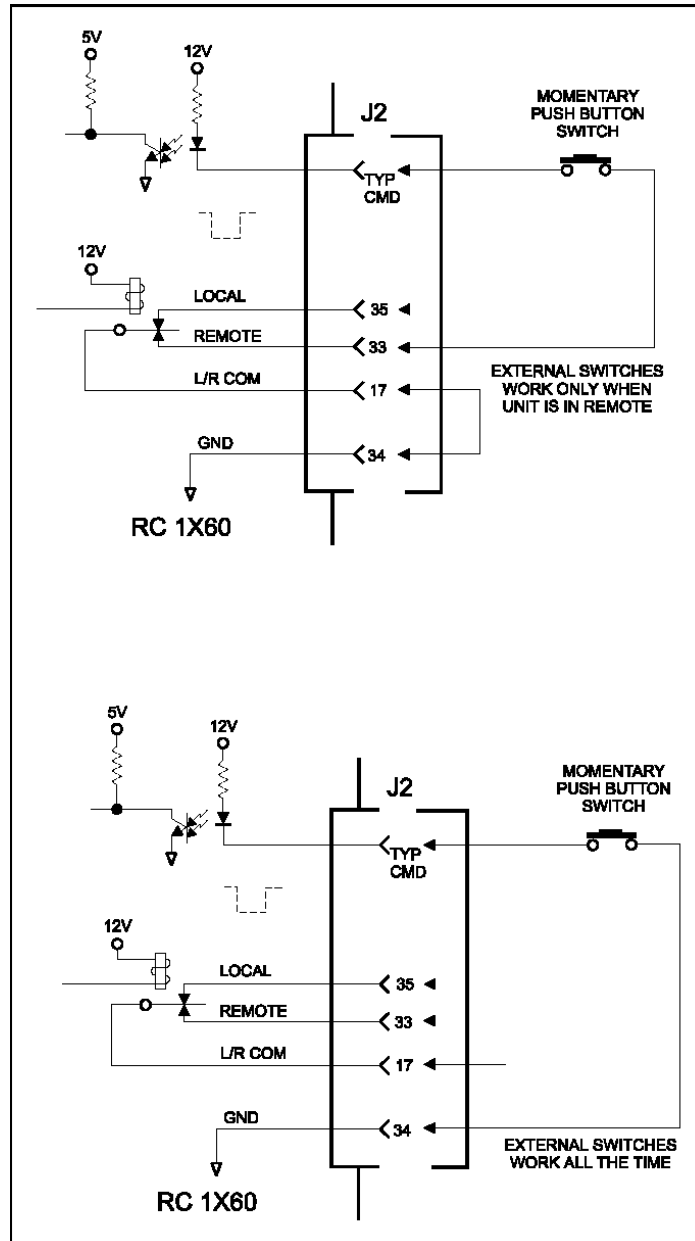 5V
12V
J2
MOMENTARY
PUSH BUTTON
SWITCH
TYP
CMD
12V
LOCAL
35
REMOTE
33
L/R COM
17
EXTERNAL SWITCHES
WORK ONLY WHEN
UNIT IS IN REMOTE
GND
34
RC 1X60
5V
12V
J2
MOMENTARY
PUSH BUTTON
SWITCH
TYP
CMD
12V
LOCAL
35
REMOTE
33
L/R COM
17
GND
34
EXTERNAL SWITCHES
WORK ALL THE TIME
RC 1X60